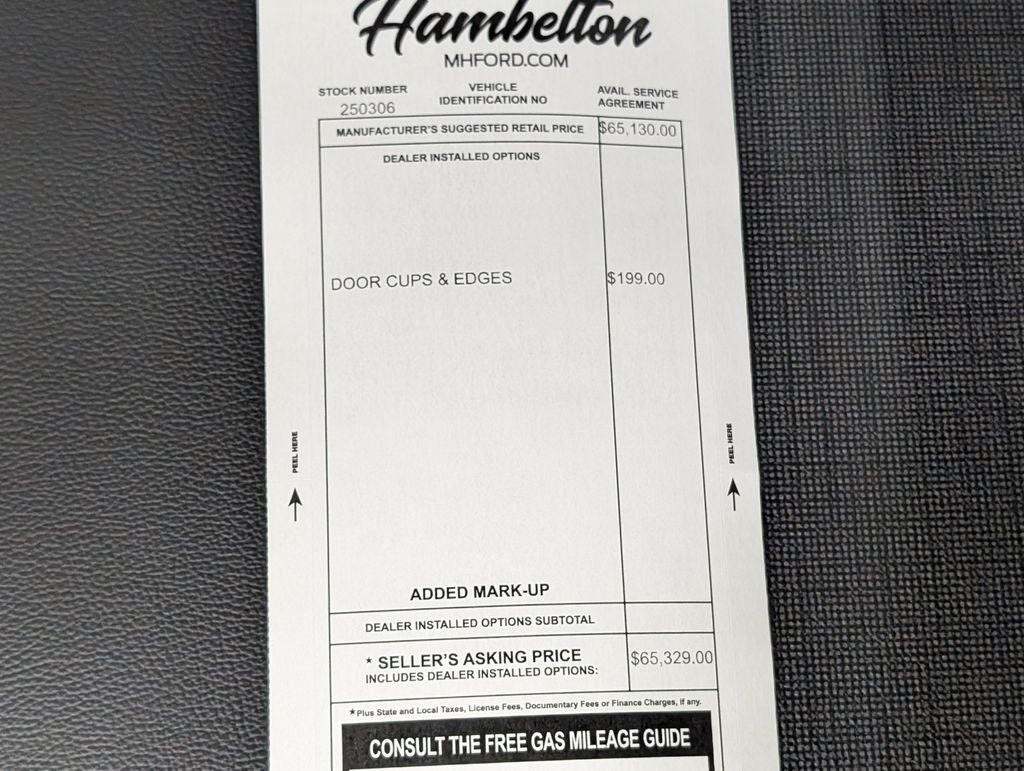 Hambelton
MHFORD.COM
STOCK NUMBER
250306
VEHICLE
IDENTIFICATION NO
AVAIL. SERVICE
AGREEMENT
MANUFACTURER'S SUGGESTED RETAIL PRICE $65,130.00
DEALER INSTALLED OPTIONS
DOOR CUPS & EDGES $199.00
PEEL HERE
PEEL HERE
ADDED MARK-UP
DEALER INSTALLED OPTIONS SUBTOTAL
* SELLER'S ASKING PRICE $65,329.00
INCLUDES DEALER INSTALLED OPTIONS:
*Plus State and Local Taxes, License Fees, Documentary Fees or Finance Charges, if any.
CONSULT THE FREE GAS MILEAGE GUIDE